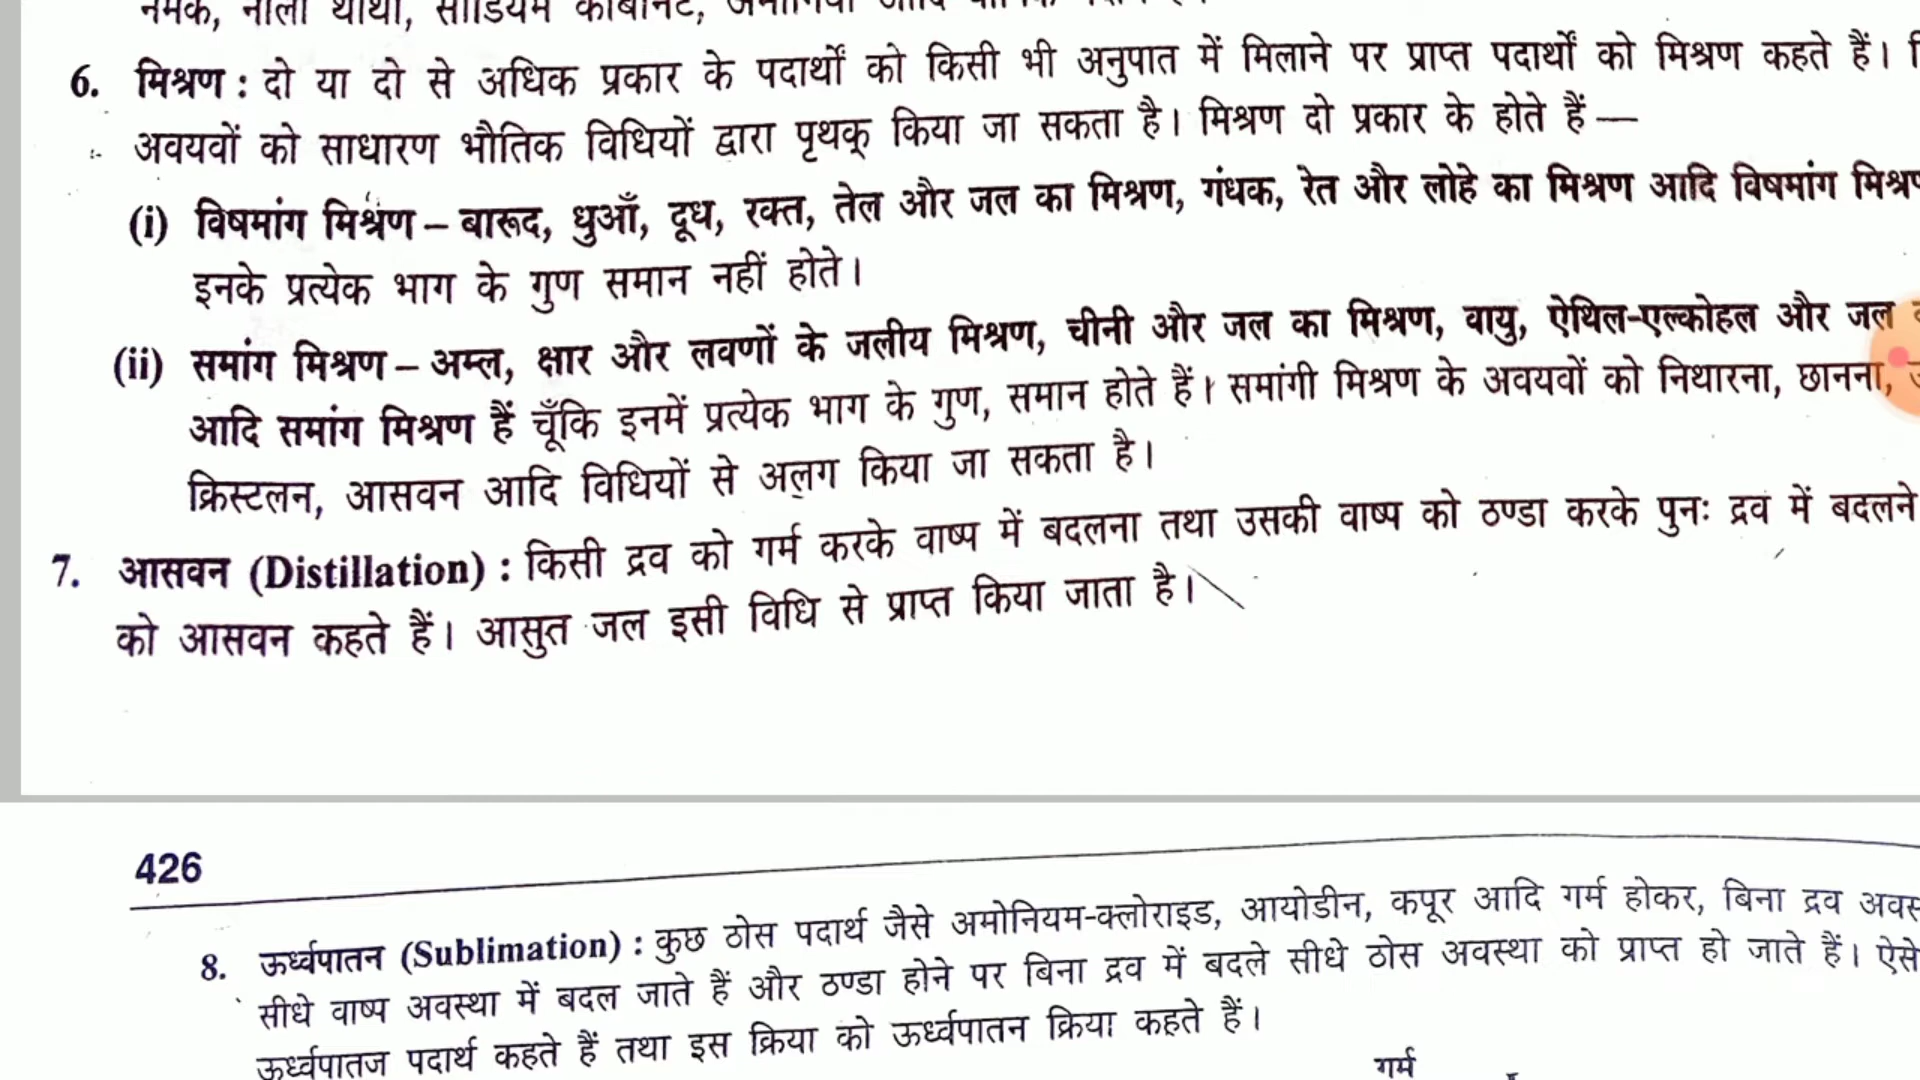 नमक, नीला थोथा, सोडियम कार्बोनेट, अमोनिया आदि
6. मिश्रण : दो या दो से अधिक प्रकार के पदार्थों को किसी भी अनुपात में मिलाने पर प्राप्त पदार्थों को मिश्रण कहते हैं।
अवयवों को साधारण भौतिक विधियों द्वारा पृथक् किया जा सकता है। मिश्रण दो प्रकार के होते हैं —
(i) विषमांग मिश्रण – बारूद, धुआँ, दूध, रक्त, तेल और जल का मिश्रण, गंधक, रेत और लोहे का मिश्रण आदि विषमांग मिश्रण
इनके प्रत्येक भाग के गुण समान नहीं होते।
(ii) समांग मिश्रण – अम्ल, क्षार और लवणों के जलीय मिश्रण, चीनी और जल का मिश्रण, वायु, ऐथिल-एल्कोहल और जल
आदि समांग मिश्रण हैं चूँकि इनमें प्रत्येक भाग के गुण, समान होते हैं। समांगी मिश्रण के अवयवों को निथारना, छानना,
क्रिस्टलन, आसवन आदि विधियों से अलग किया जा सकता है।
7. आसवन (Distillation) : किसी द्रव को गर्म करके वाष्प में बदलना तथा उसकी वाष्प को ठण्डा करके पुनः द्रव में बदलने
को आसवन कहते हैं। आसुत जल इसी विधि से प्राप्त किया जाता है।
426
8. ऊर्ध्वपातन (Sublimation) : कुछ ठोस पदार्थ जैसे अमोनियम-क्लोराइड, आयोडीन, कपूर आदि गर्म होकर, बिना द्रव
सीधे वाष्प अवस्था में बदल जाते हैं और ठण्डा होने पर बिना द्रव में बदले सीधे ठोस अवस्था को प्राप्त हो जाते हैं। ऐसे
ऊर्ध्वपातज पदार्थ कहते हैं तथा इस क्रिया को ऊर्ध्वपातन क्रिया कहते हैं।
गर्म